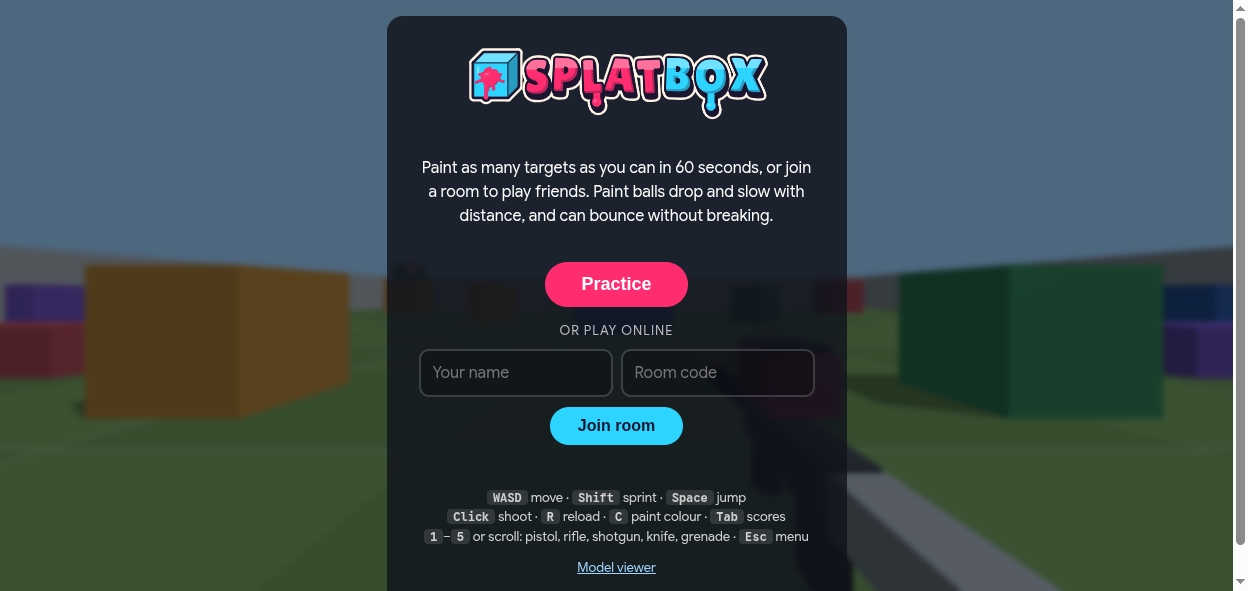 SPLATBOX
Paint as many targets as you can in 60 seconds, or join
a room to play friends. Paint balls drop and slow with
distance, and can bounce without breaking.
Practice
OR PLAY ONLINE
Your name
Room code
Join room
WASD move · Shift sprint · Space jump
Click shoot · R reload · C paint colour · Tab scores
1 – 5 or scroll: pistol, rifle, shotgun, knife, grenade · Esc menu
Model viewer